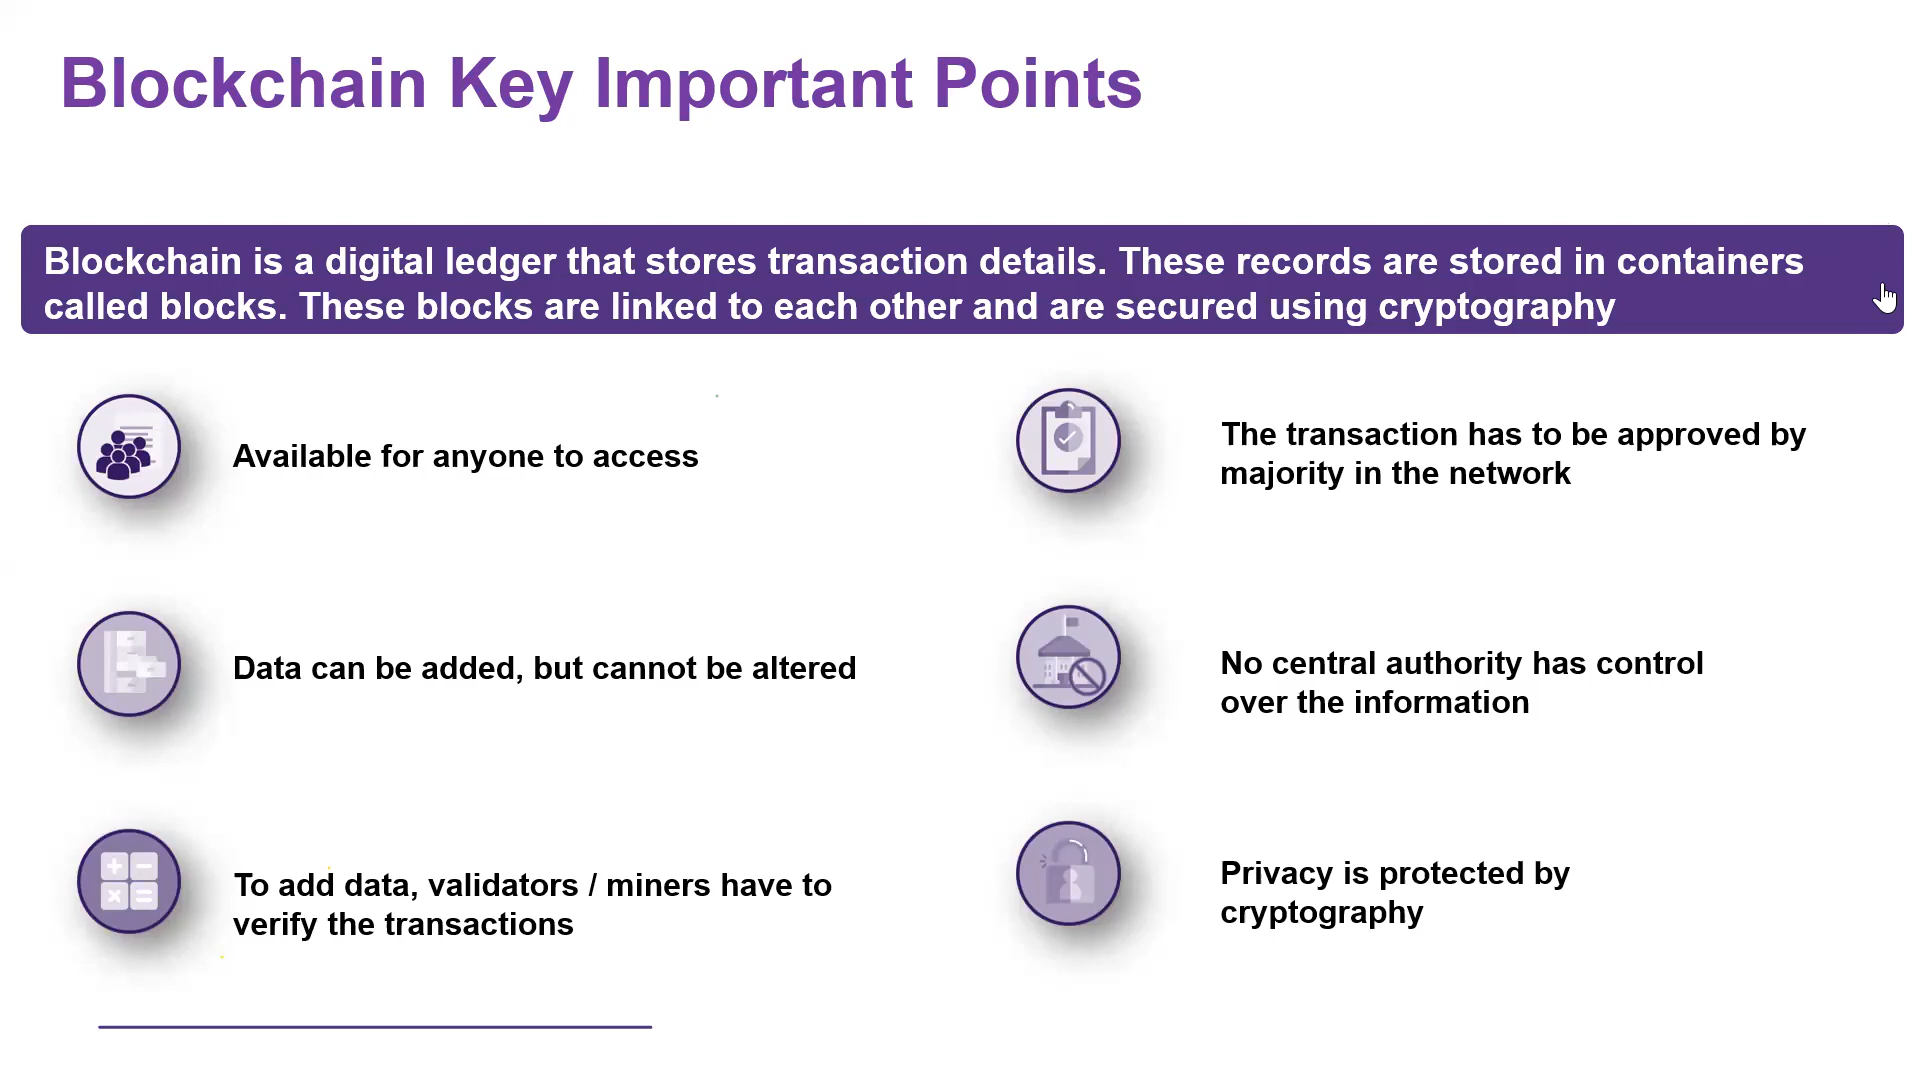 Blockchain Key Important Points
Blockchain is a digital ledger that stores transaction details. These records are stored in containers
called blocks. These blocks are linked to each other and are secured using cryptography
Available for anyone to access
Data can be added, but cannot be altered
To add data, validators / miners have to
verify the transactions
The transaction has to be approved by
majority in the network
No central authority has control
over the information
Privacy is protected by
cryptography